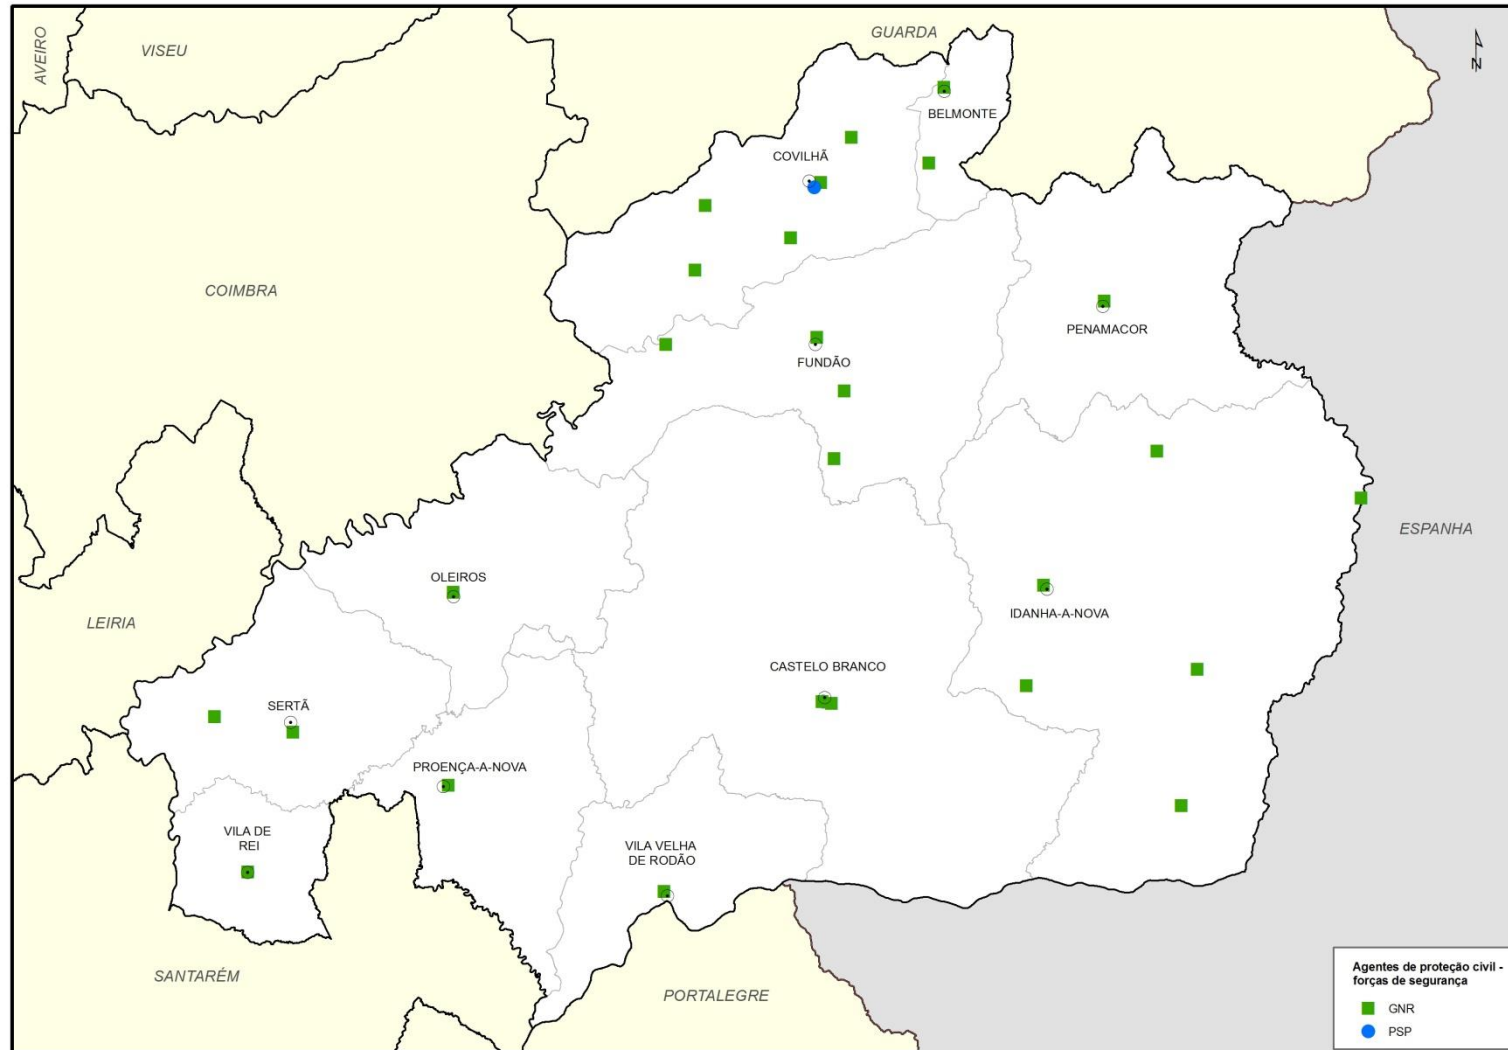 AVEIRO
VISEU
GUARDA
N
BELMONTE
COVILHÃ
COIMBRA
PENAMACOR
FUNDÃO
ESPANHA
OLEIROS
IDANHA-A-NOVA
LEIRIA
CASTELO BRANCO
SERTÃ
PROENÇA-A-NOVA
VILA DE
REI
VILA VELHA
DE RODÃO
SANTARÉM
PORTALEGRE
Agentes de proteção civil -
forças de segurança
GNR
PSP